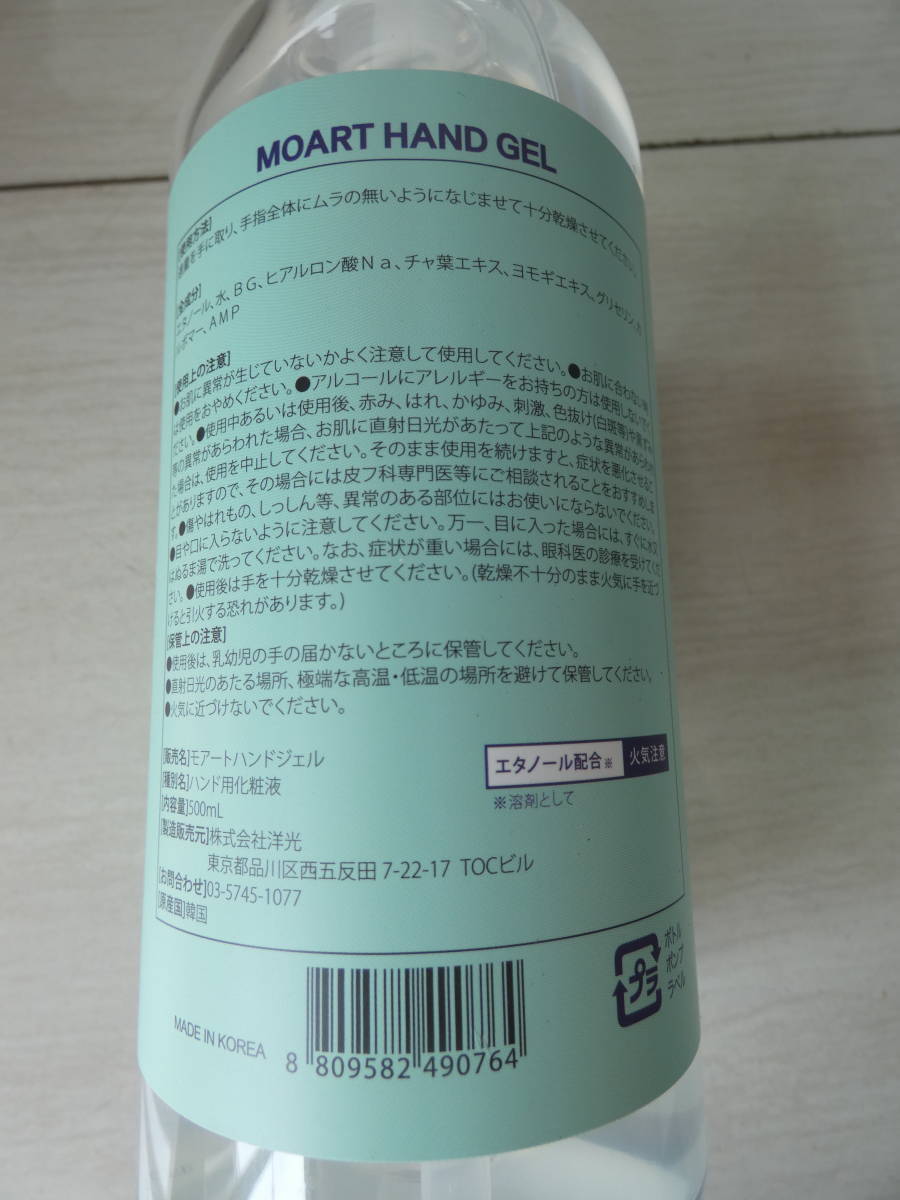 MOART HAND GEL
[使用方法]
適量を手に取り、手指全体にムラの無いようになじませて十分乾燥させてください。
[全成分]
エタノール、水、BG、ヒアルロン酸Na、チャ葉エキス、ヨモギエキス、グリセリン、カ
ルボマー、AMP
[使用上の注意]
●お肌に異常が生じていないかよく注意して使用してください。●お肌に合わない時
は使用をおやめください。●アルコールにアレルギーをお持ちの方は使用しないでく
ださい。●使用中あるいは使用後、赤み、はれ、かゆみ、刺激、色抜け(白斑等)や黒ずみ
等の異常があらわれた場合、お肌に直射日光があたって上記のような異常があらわれ
た場合は、使用を中止してください。そのまま使用を続けますと、症状を悪化させるこ
とがありますので、その場合には皮フ科専門医等にご相談されることをおすすめしま
す。●傷やはれもの、しっしん等、異常のある部位にはお使いにならないでください。
●目や口に入らないように注意してください。万一、目に入った場合には、すぐに水又
はぬるま湯で洗ってください。なお、症状が重い場合には、眼科医の診療を受けてくだ
さい。●使用後は手を十分乾燥させてください。(乾燥不十分のまま火気に手を近づ
けると引火する恐れがあります。)
[保管上の注意]
●使用後は、乳幼児の手の届かないところに保管してください。
●直射日光のあたる場所、極端な高温・低温の場所を避けて保管してください。
●火気に近づけないでください。
[販売名]モアートハンドジェル
[種別名]ハンド用化粧液
[内容量]500mL
[製造販売元]株式会社洋光
東京都品川区西五反田 7-22-17 TOCビル
[お問合わせ]03-5745-1077
[原産国]韓国
エタノール配合※ 火気注意
※溶剤として
プラ
ボトル
ポンプ
ラベル
MADE IN KOREA
8 809582 490764